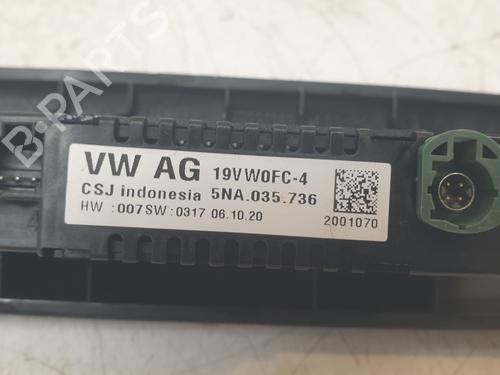 B-PARTS
VW AG 19VW0FC-4
CSJ indonesia 5NA.035.736
HW :007SW:0317 06.10.20 2001070